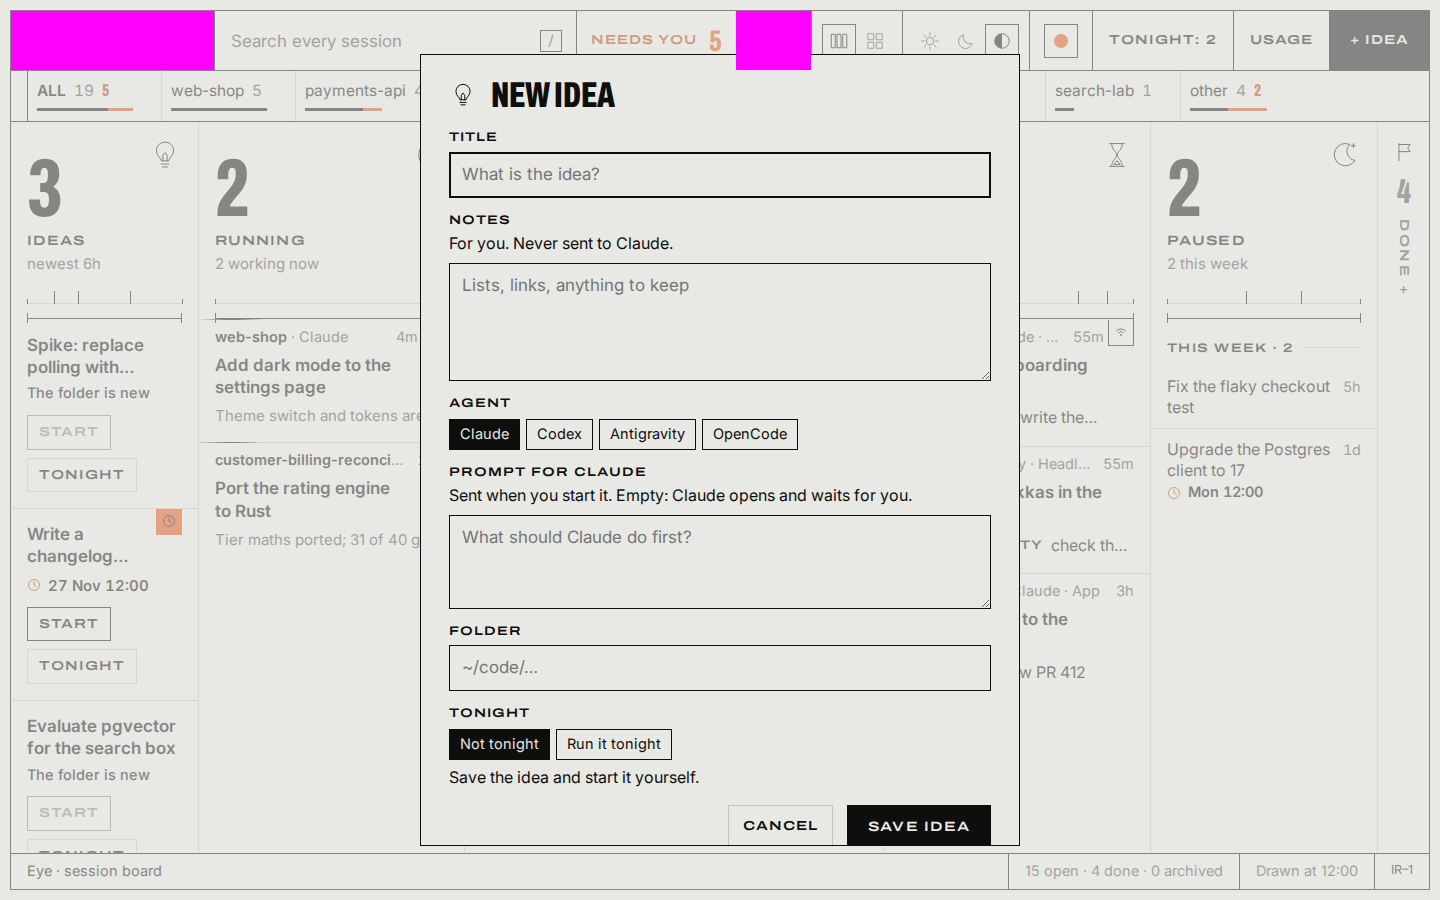 Search every session
/
NEEDS YOU 5
TONIGHT: 2
USAGE
+ IDEA
ALL 19 5
web-shop 5
payments-api 4
search-lab 1
other 4 2
3
IDEAS
newest 6h
Spike: replace
polling with...
The folder is new
START
TONIGHT
Write a
changelog...
27 Nov 12:00
START
TONIGHT
Evaluate pgvector
for the search box
The folder is new
START
TONIGHT
2
RUNNING
2 working now
web-shop · Claude 4m
Add dark mode to the
settings page
Theme switch and tokens are
customer-billing-reconci...
Port the rating engine
to Rust
Tier maths ported; 31 of 40 g
NEW IDEA
TITLE
What is the idea?
NOTES
For you. Never sent to Claude.
Lists, links, anything to keep
AGENT
Claude
Codex
Antigravity
OpenCode
PROMPT FOR CLAUDE
Sent when you start it. Empty: Claude opens and waits for you.
What should Claude do first?
FOLDER
~/code/...
TONIGHT
Not tonight
Run it tonight
Save the idea and start it yourself.
CANCEL
SAVE IDEA
de · ... 55m
boarding
write the...
y · Headl... 55m
kkas in the
TY check th...
Claude · App 3h
to the
w PR 412
2
PAUSED
2 this week
THIS WEEK · 2
Fix the flaky checkout 5h
test
Upgrade the Postgres 1d
client to 17
Mon 12:00
4
DONE +
Eye · session board
15 open · 4 done · 0 archived
Drawn at 12:00
IR-1